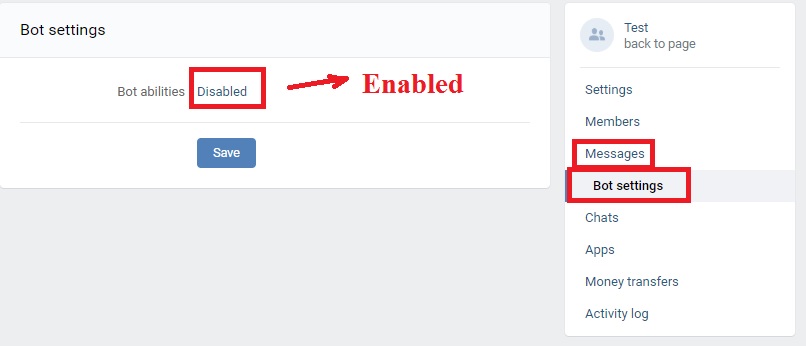 Bot settings
Bot abilities Disabled
Enabled
Save
Test
back to page
Settings
Members
Messages
Bot settings
Chats
Apps
Money transfers
Activity log